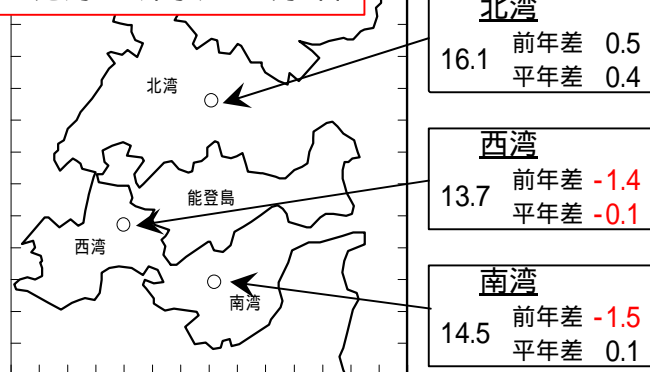 北湾
16.1
前年差 0.5
平年差 0.4
北湾
西湾
13.7
前年差 -1.4
平年差 -0.1
能登島
西湾
南湾
14.5
前年差 -1.5
平年差 0.1
南湾